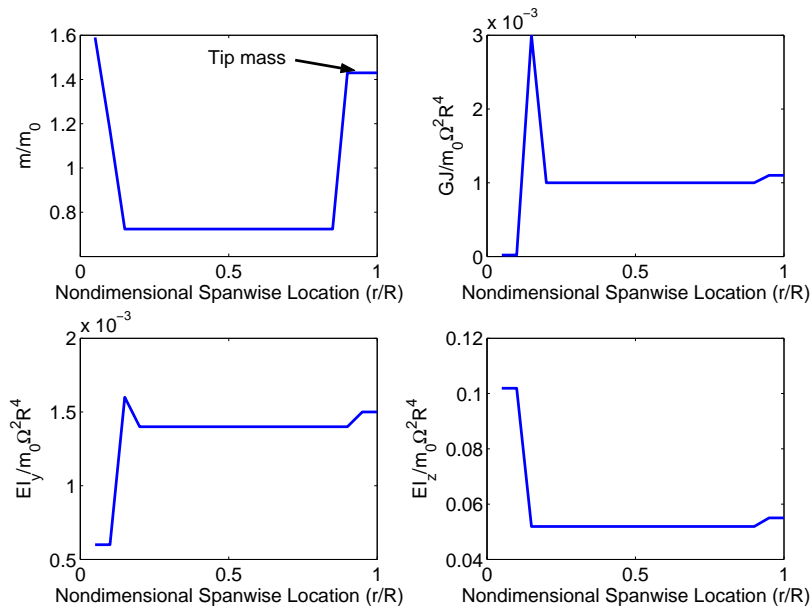 1.6
1.4
1.2
1
0.8
m/m₀
Tip mass
0
0.5
1
Nondimensional Spanwise Location (r/R)
x 10⁻³
3
2
1
0
GJ/m₀Ω²R⁴
0
0.5
1
Nondimensional Spanwise Location (r/R)
x 10⁻³
2
1.5
1
0.5
EI_y/m₀Ω²R⁴
0
0.5
1
Nondimensional Spanwise Location (r/R)
0.12
0.1
0.08
0.06
0.04
EI_z/m₀Ω²R⁴
0
0.5
1
Nondimensional Spanwise Location (r/R)